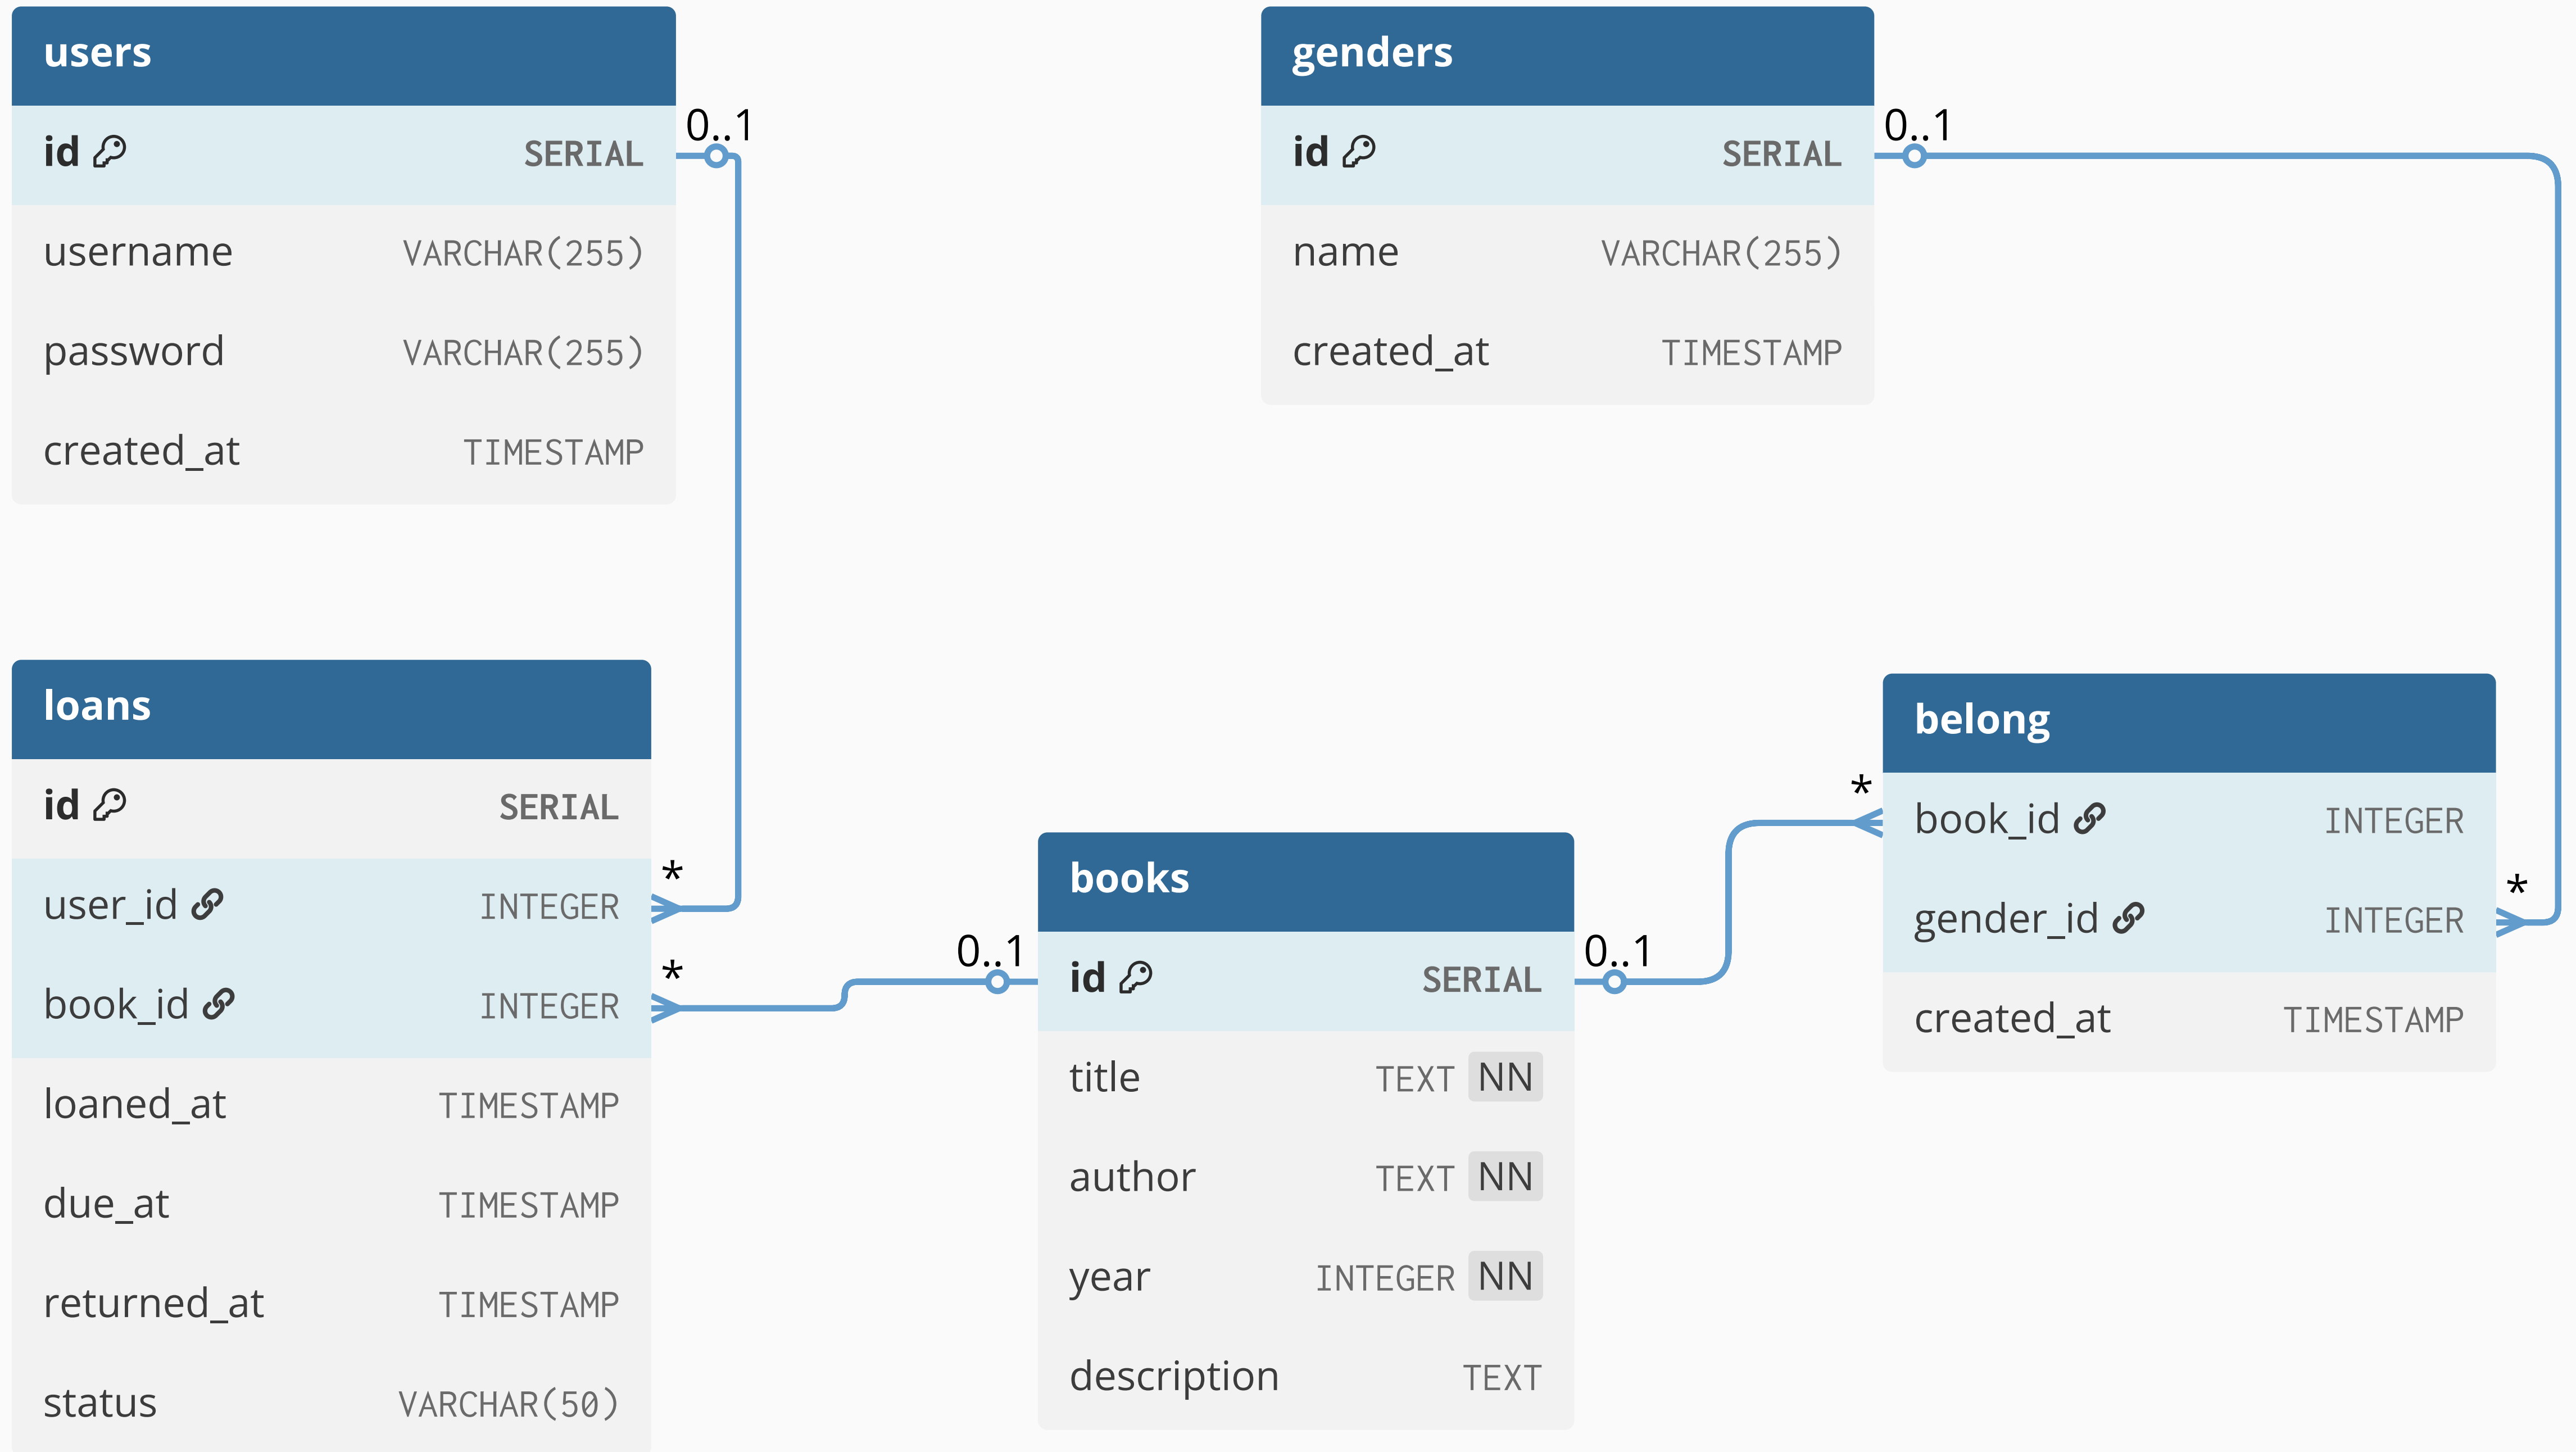 users
id SERIAL
username VARCHAR(255)
password VARCHAR(255)
created_at TIMESTAMP
0..1
genders
id SERIAL
name VARCHAR(255)
created_at TIMESTAMP
0..1
loans
id SERIAL
user_id INTEGER
book_id INTEGER
loaned_at TIMESTAMP
due_at TIMESTAMP
returned_at TIMESTAMP
status VARCHAR(50)
*
*
0..1
books
id SERIAL
title TEXT NN
author TEXT NN
year INTEGER NN
description TEXT
0..1
*
belong
book_id INTEGER
gender_id INTEGER
created_at TIMESTAMP
*